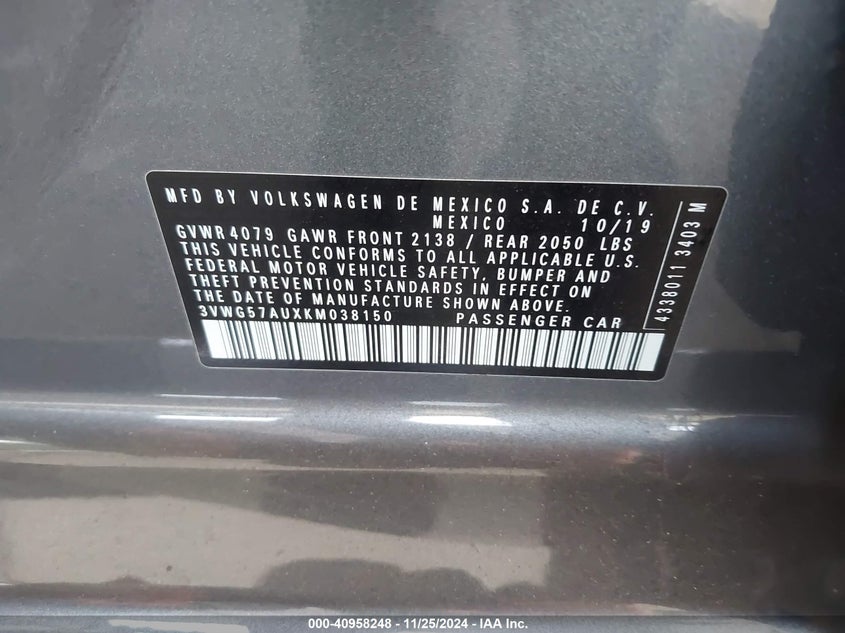 MFD BY VOLKSWAGEN DE MEXICO S.A. DE C.V.
MEXICO 10/19
GVWR 4079 GAWR FRONT 2138 / REAR 2050 LBS
THIS VEHICLE CONFORMS TO ALL APPLICABLE U.S.
FEDERAL MOTOR VEHICLE SAFETY, BUMPER AND
THEFT PREVENTION STANDARDS IN EFFECT ON
THE DATE OF MANUFACTURE SHOWN ABOVE.
3VWG57AUXKM038150 PASSENGER CAR
4338011 3403 M
000-40958248 - 11/25/2024 - IAA Inc.